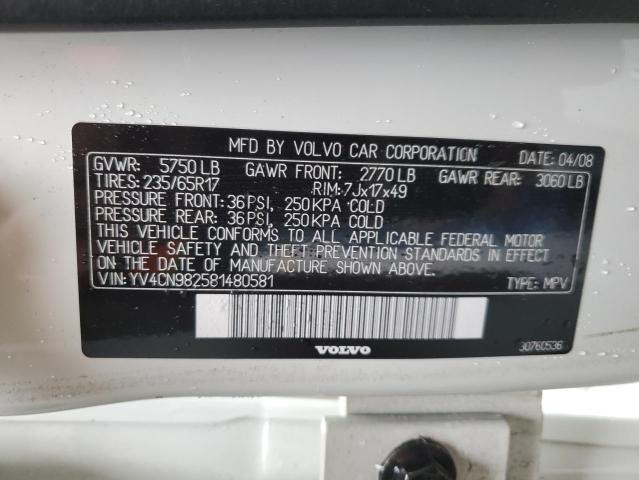 MFD BY VOLVO CAR CORPORATION DATE: 04/08
GVWR: 5750 LB GAWR FRONT: 2770 LB GAWR REAR: 3060 LB
TIRES: 235/65R17 RIM: 7Jx17x49
PRESSURE FRONT: 36 PSI, 250 KPA COLD
PRESSURE REAR: 36 PSI, 250 KPA COLD
THIS VEHICLE CONFORMS TO ALL APPLICABLE FEDERAL MOTOR
VEHICLE SAFETY AND THEFT PREVENTION STANDARDS IN EFFECT
ON THE DATE OF MANUFACTURE SHOWN ABOVE.
VIN: YV4CN982581480581 TYPE: MPV
VOLVO 30760536